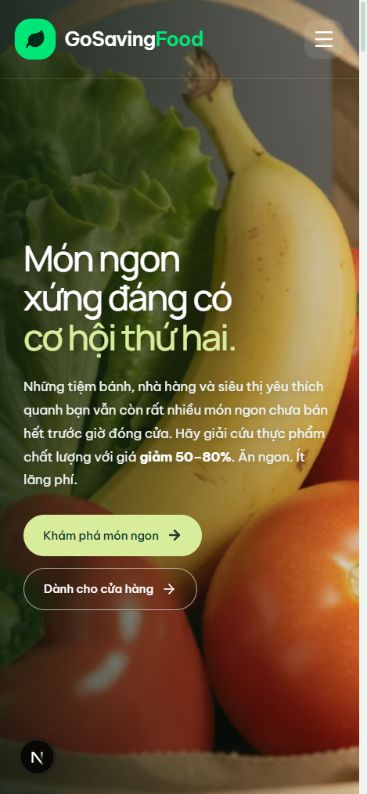 GoSavingFood
Món ngon
xứng đáng có
cơ hội thứ hai.
Những tiệm bánh, nhà hàng và siêu thị yêu thích
quanh bạn vẫn còn rất nhiều món ngon chưa bán
hết trước giờ đóng cửa. Hãy giải cứu thực phẩm
chất lượng với giá giảm 50–80%. Ăn ngon. Ít
lãng phí.
Khám phá món ngon →
Dành cho cửa hàng →
N